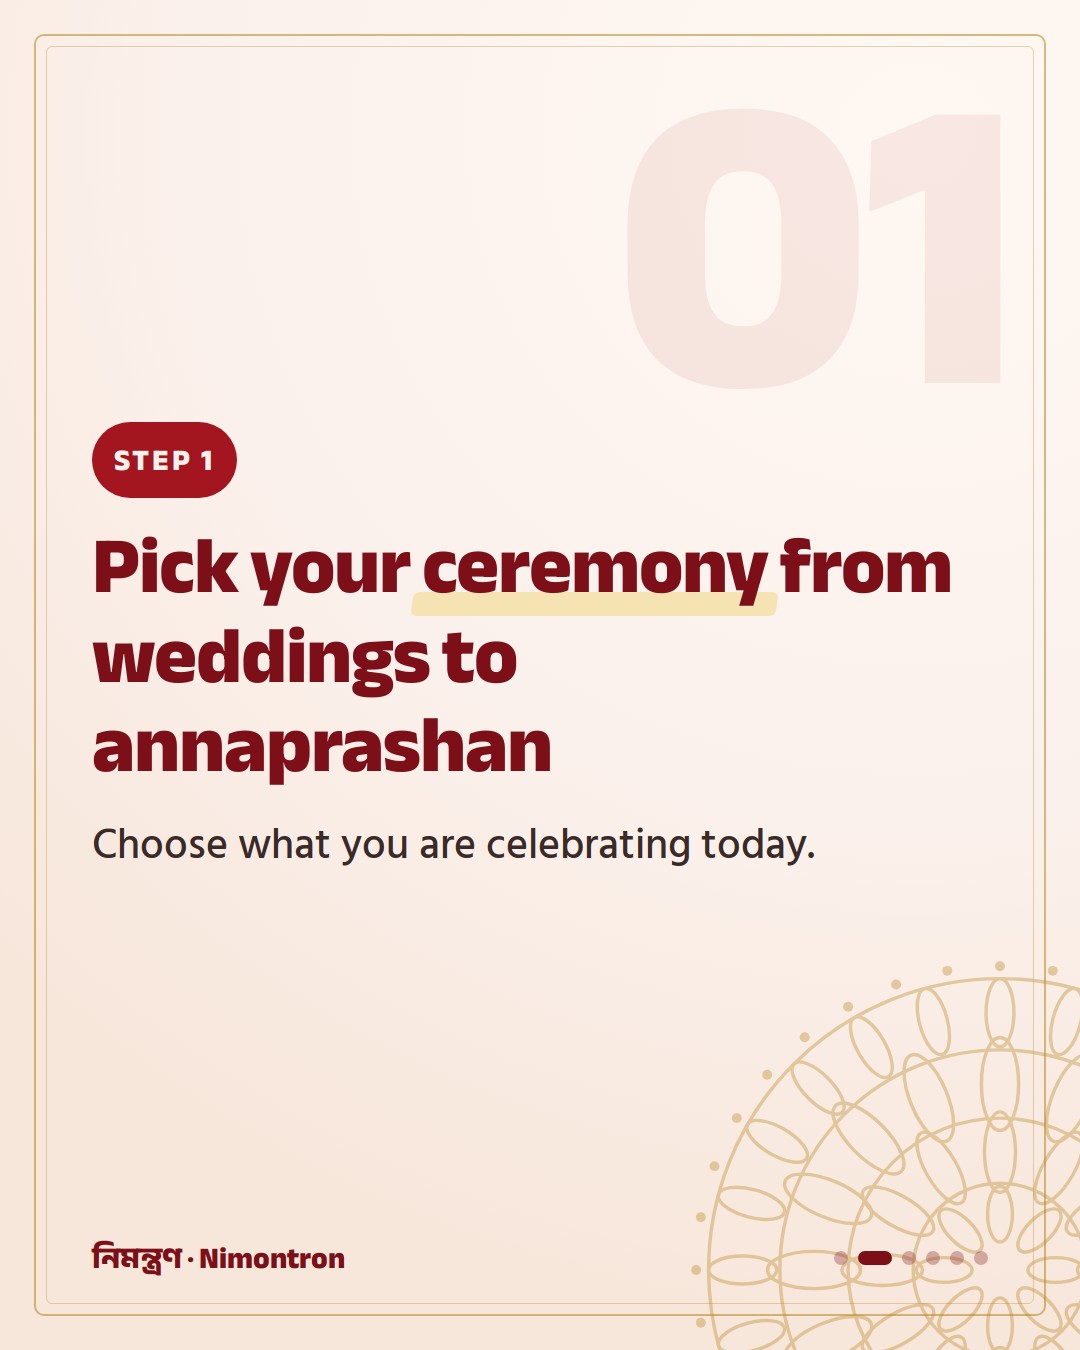 01
STEP 1
Pick your ceremony from
weddings to
annaprashan
Choose what you are celebrating today.
নিমন্ত্রণ · Nimontron